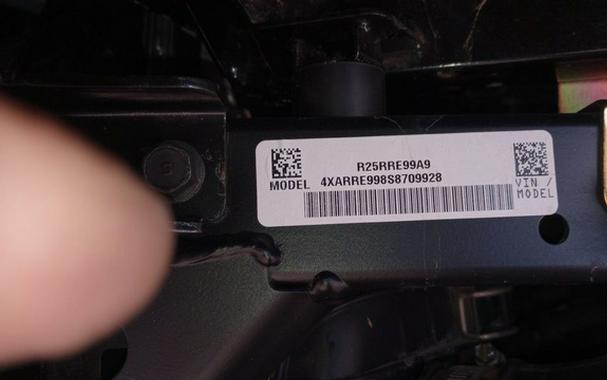 R25RRE99A9
MODEL 4XARRE998S8709928
VIN /
MODEL